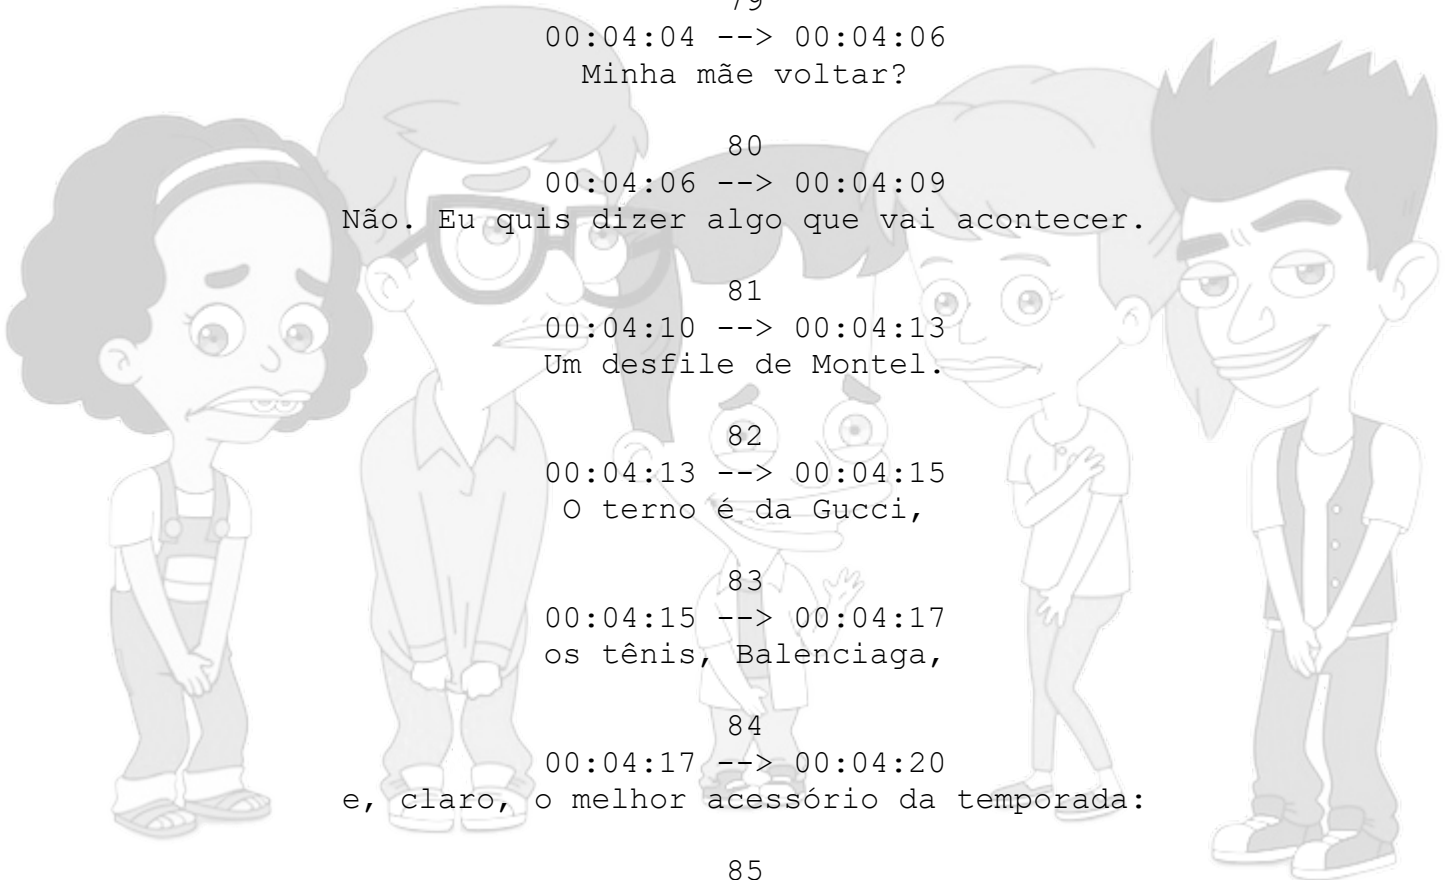 79
00:04:04 --> 00:04:06
Minha mãe voltar?
80
00:04:06 --> 00:04:09
Não. Eu quis dizer algo que vai acontecer.
81
00:04:10 --> 00:04:13
Um desfile de Montel.
82
00:04:13 --> 00:04:15
O terno é da Gucci,
83
00:04:15 --> 00:04:17
os tênis, Balenciaga,
84
00:04:17 --> 00:04:20
e, claro, o melhor acessório da temporada:
85